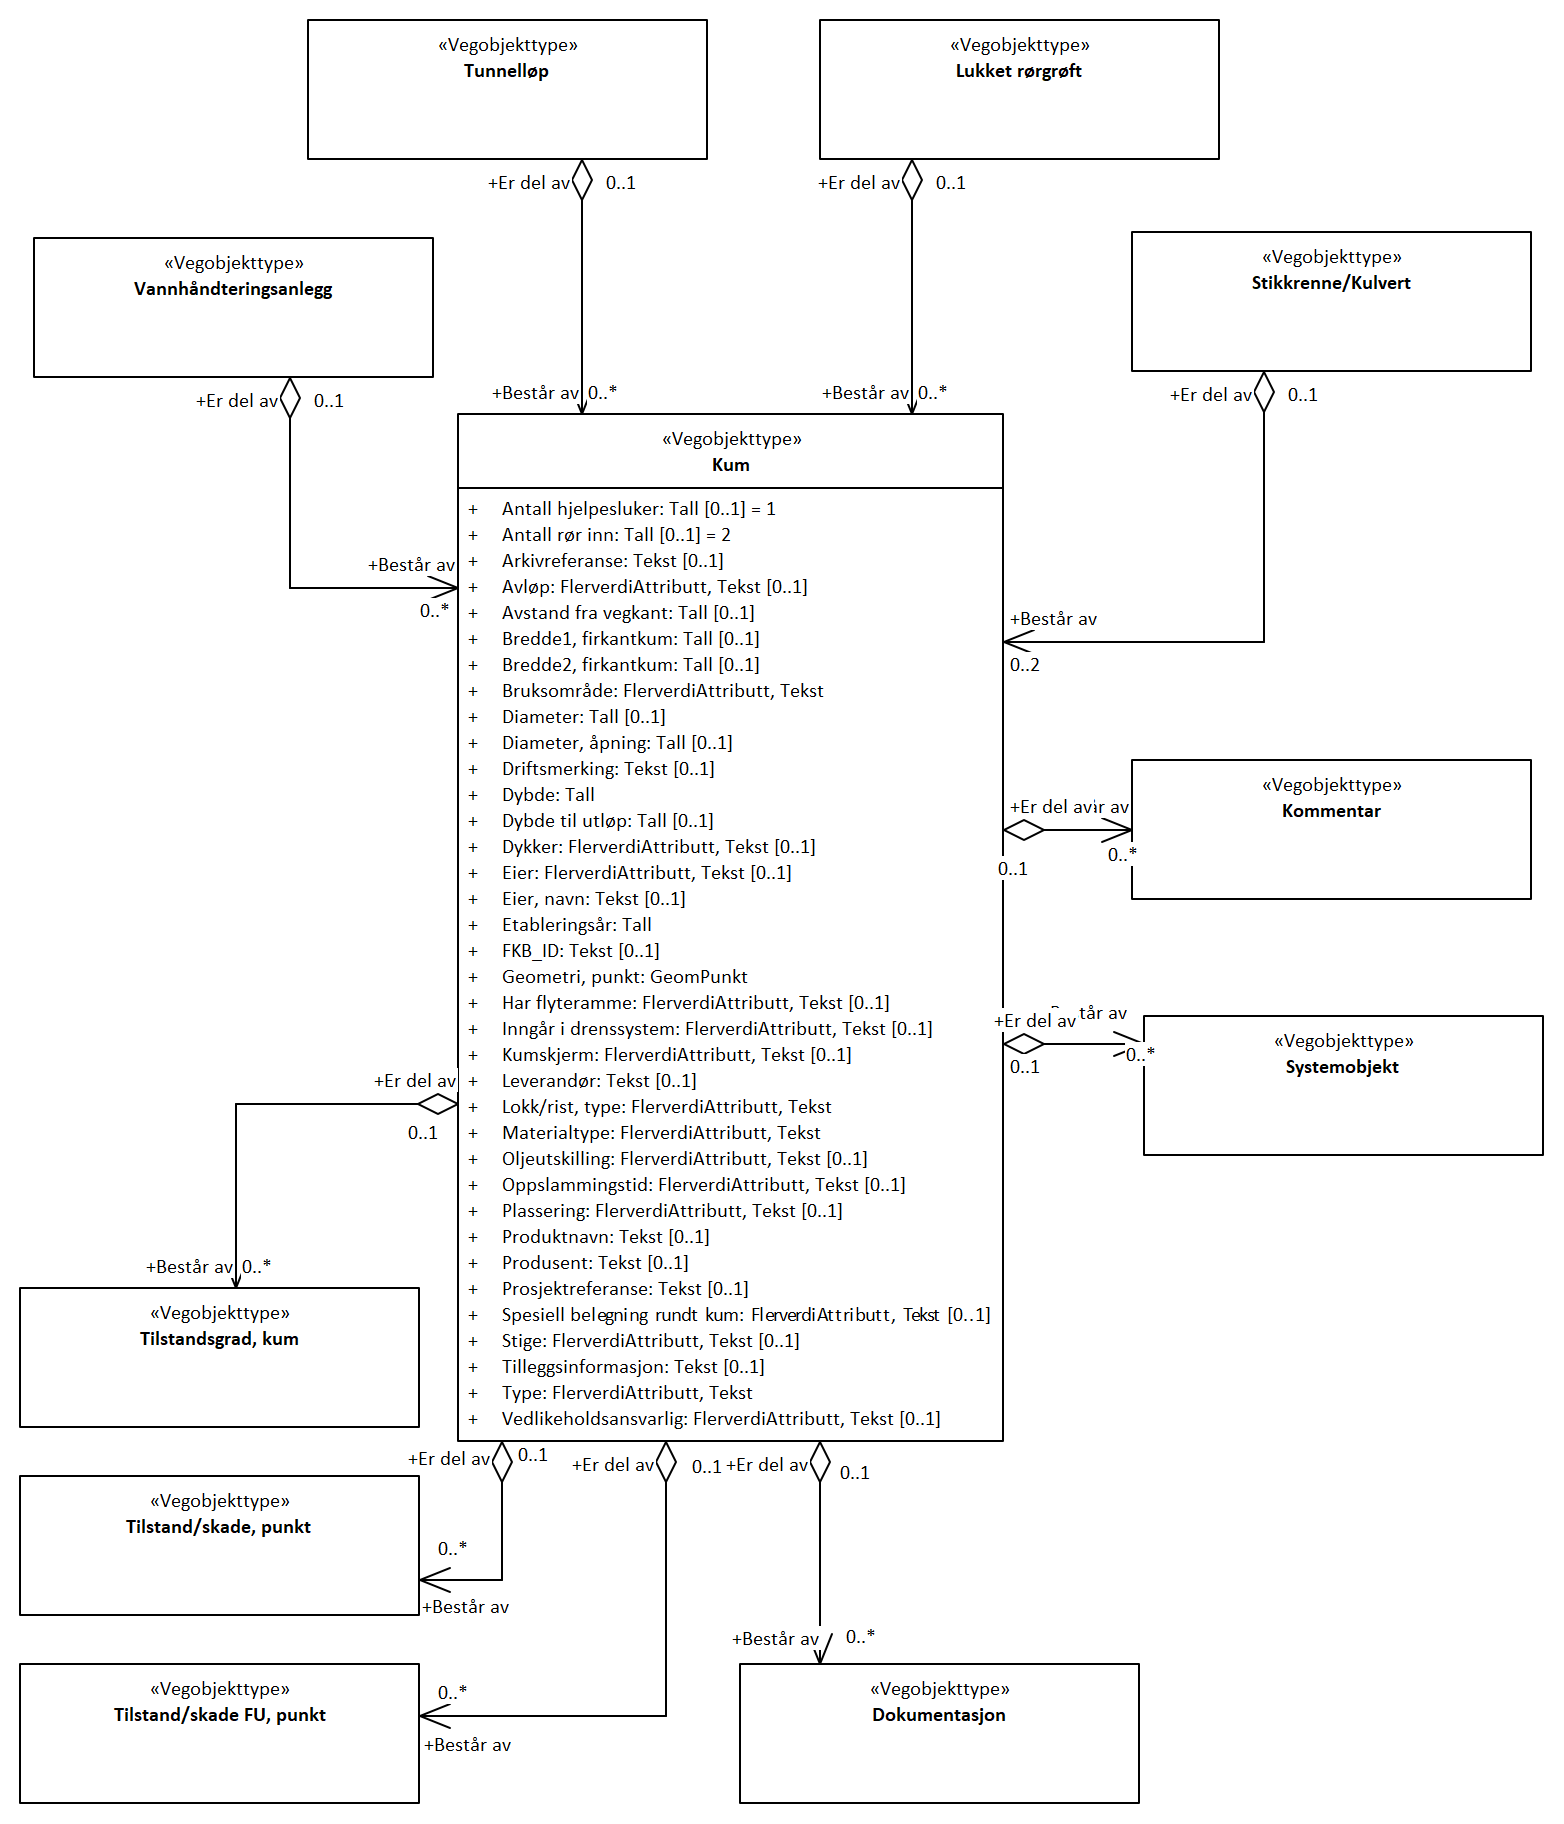 «Vegobjekttype»
Tunnelløp
«Vegobjekttype»
Lukket rørgrøft
+Er del av 0..1
+Er del av 0..1
«Vegobjekttype»
Vannhåndteringsanlegg
«Vegobjekttype»
Stikkrenne/Kulvert
+Er del av 0..1
+Er del av 0..1
+Består av 0..*
+Består av 0..*
«Vegobjekttype»
Kum
+ Antall hjelpesluker: Tall [0..1] = 1
+ Antall rør inn: Tall [0..1] = 2
+ Arkivreferanse: Tekst [0..1]
+ Avløp: FlerverdiAttributt, Tekst [0..1]
+ Avstand fra vegkant: Tall [0..1]
+ Bredde1, firkantkum: Tall [0..1]
+ Bredde2, firkantkum: Tall [0..1]
+ Bruksområde: FlerverdiAttributt, Tekst
+ Diameter: Tall [0..1]
+ Diameter, åpning: Tall [0..1]
+ Driftsmerking: Tekst [0..1]
+ Dybde: Tall
+ Dybde til utløp: Tall [0..1]
+ Dykker: FlerverdiAttributt, Tekst [0..1]
+ Eier: FlerverdiAttributt, Tekst [0..1]
+ Eier, navn: Tekst [0..1]
+ Etableringsår: Tall
+ FKB_ID: Tekst [0..1]
+ Geometri, punkt: GeomPunkt
+ Har flyteramme: FlerverdiAttributt, Tekst [0..1]
+ Inngår i drenssystem: FlerverdiAttributt, Tekst [0..1]
+ Kumskjerm: FlerverdiAttributt, Tekst [0..1]
+ Leverandør: Tekst [0..1]
+ Lokk/rist, type: FlerverdiAttributt, Tekst
+ Materialtype: FlerverdiAttributt, Tekst
+ Oljeutskilling: FlerverdiAttributt, Tekst [0..1]
+ Oppslammingstid: FlerverdiAttributt, Tekst [0..1]
+ Plassering: FlerverdiAttributt, Tekst [0..1]
+ Produktnavn: Tekst [0..1]
+ Produsent: Tekst [0..1]
+ Prosjektreferanse: Tekst [0..1]
+ Spesiell belegning rundt kum: FlerverdiAttributt, Tekst [0..1]
+ Stige: FlerverdiAttributt, Tekst [0..1]
+ Tilleggsinformasjon: Tekst [0..1]
+ Type: FlerverdiAttributt, Tekst
+ Vedlikeholdsansvarlig: FlerverdiAttributt, Tekst [0..1]
+Består av
0..*
+Består av
0..2
+Er del av
av
0..*
0..1
«Vegobjekttype»
Kommentar
+Er del av
av
0..*
0..1
«Vegobjekttype»
Systemobjekt
+Er del av
0..1
+Består av 0..*
«Vegobjekttype»
Tilstandsgrad, kum
+Er del av 0..1
+Er del av 0..1
+Er del av 0..1
«Vegobjekttype»
Tilstand/skade, punkt
0..*
+Består av
+Består av 0..*
«Vegobjekttype»
Tilstand/skade FU, punkt
0..*
+Består av
«Vegobjekttype»
Dokumentasjon